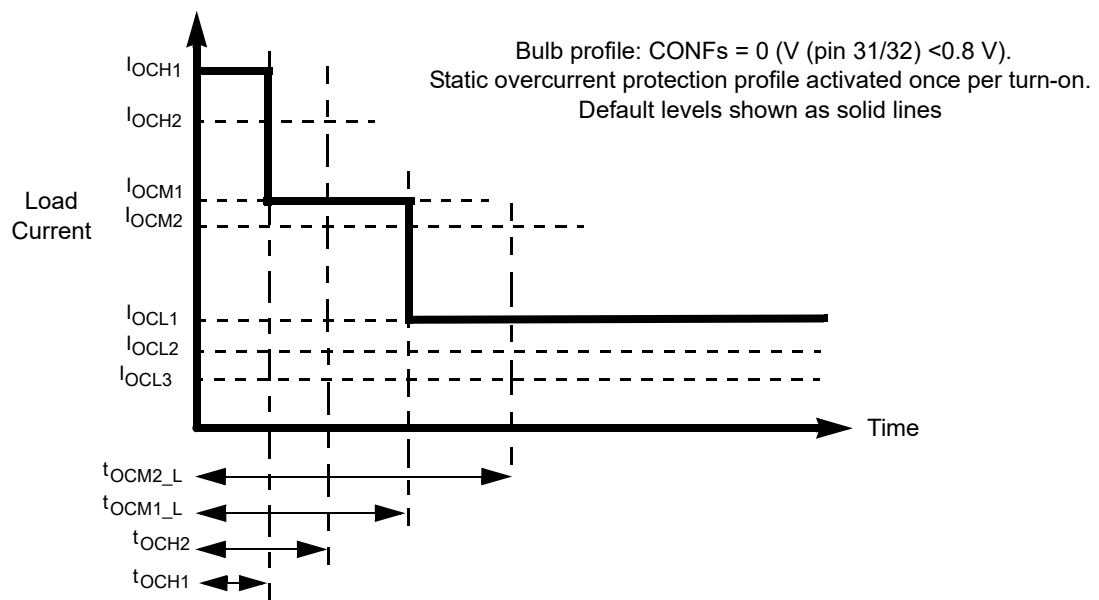 Bulb profile: CONFs = 0 (V (pin 31/32) <0.8 V).
Static overcurrent protection profile activated once per turn-on.
Default levels shown as solid lines
Load
Current
IOCH1
IOCH2
IOCM1
IOCM2
IOCL1
IOCL2
IOCL3
Time
tOCM2_L
tOCM1_L
tOCH2
tOCH1